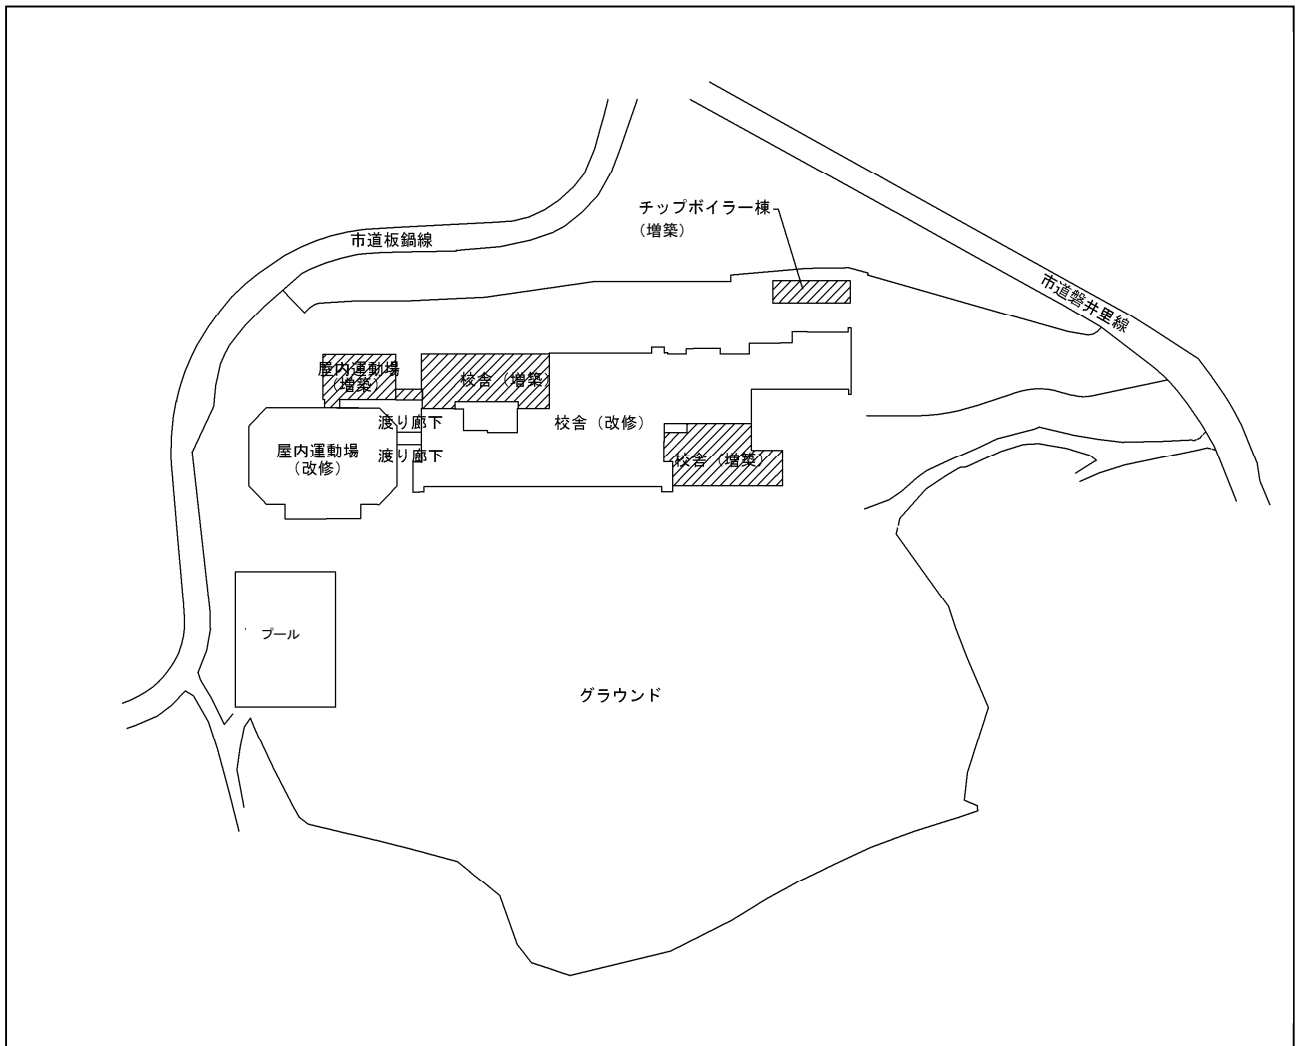 チップボイラー棟
（増築）
市道板鍋線
市道磐井里線
屋内運動場
（増築）
校舎（増築）
渡り廊下
校舎（改修）
屋内運動場
（改修）
渡り廊下
校舎（増築）
プール
グラウンド